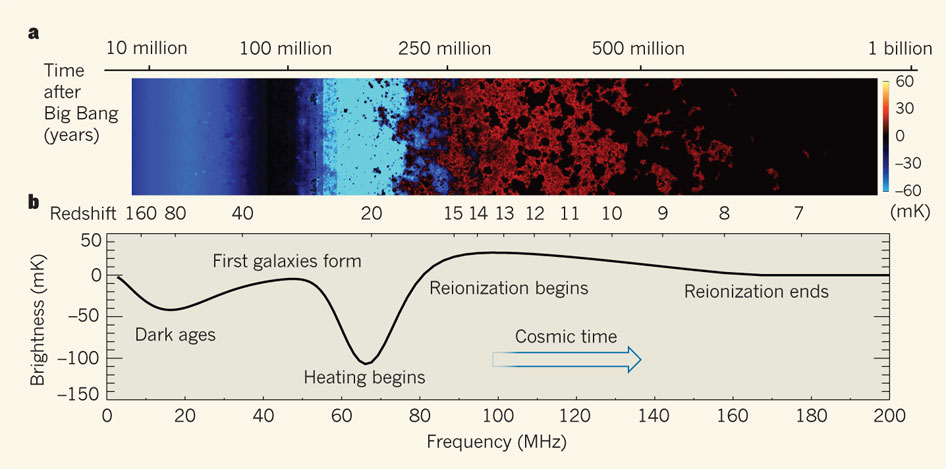 a
10 million 100 million 250 million 500 million 1 billion
Time
after
Big Bang
(years)
60
30
0
−30
−60
(mK)
b
Redshift 160 80 40 20 15 14 13 12 11 10 9 8 7
50
0
−50
−100
−150
Brightness (mK)
First galaxies form
Dark ages
Heating begins
Reionization begins
Reionization ends
Cosmic time
0 20 40 60 80 100 120 140 160 180 200
Frequency (MHz)